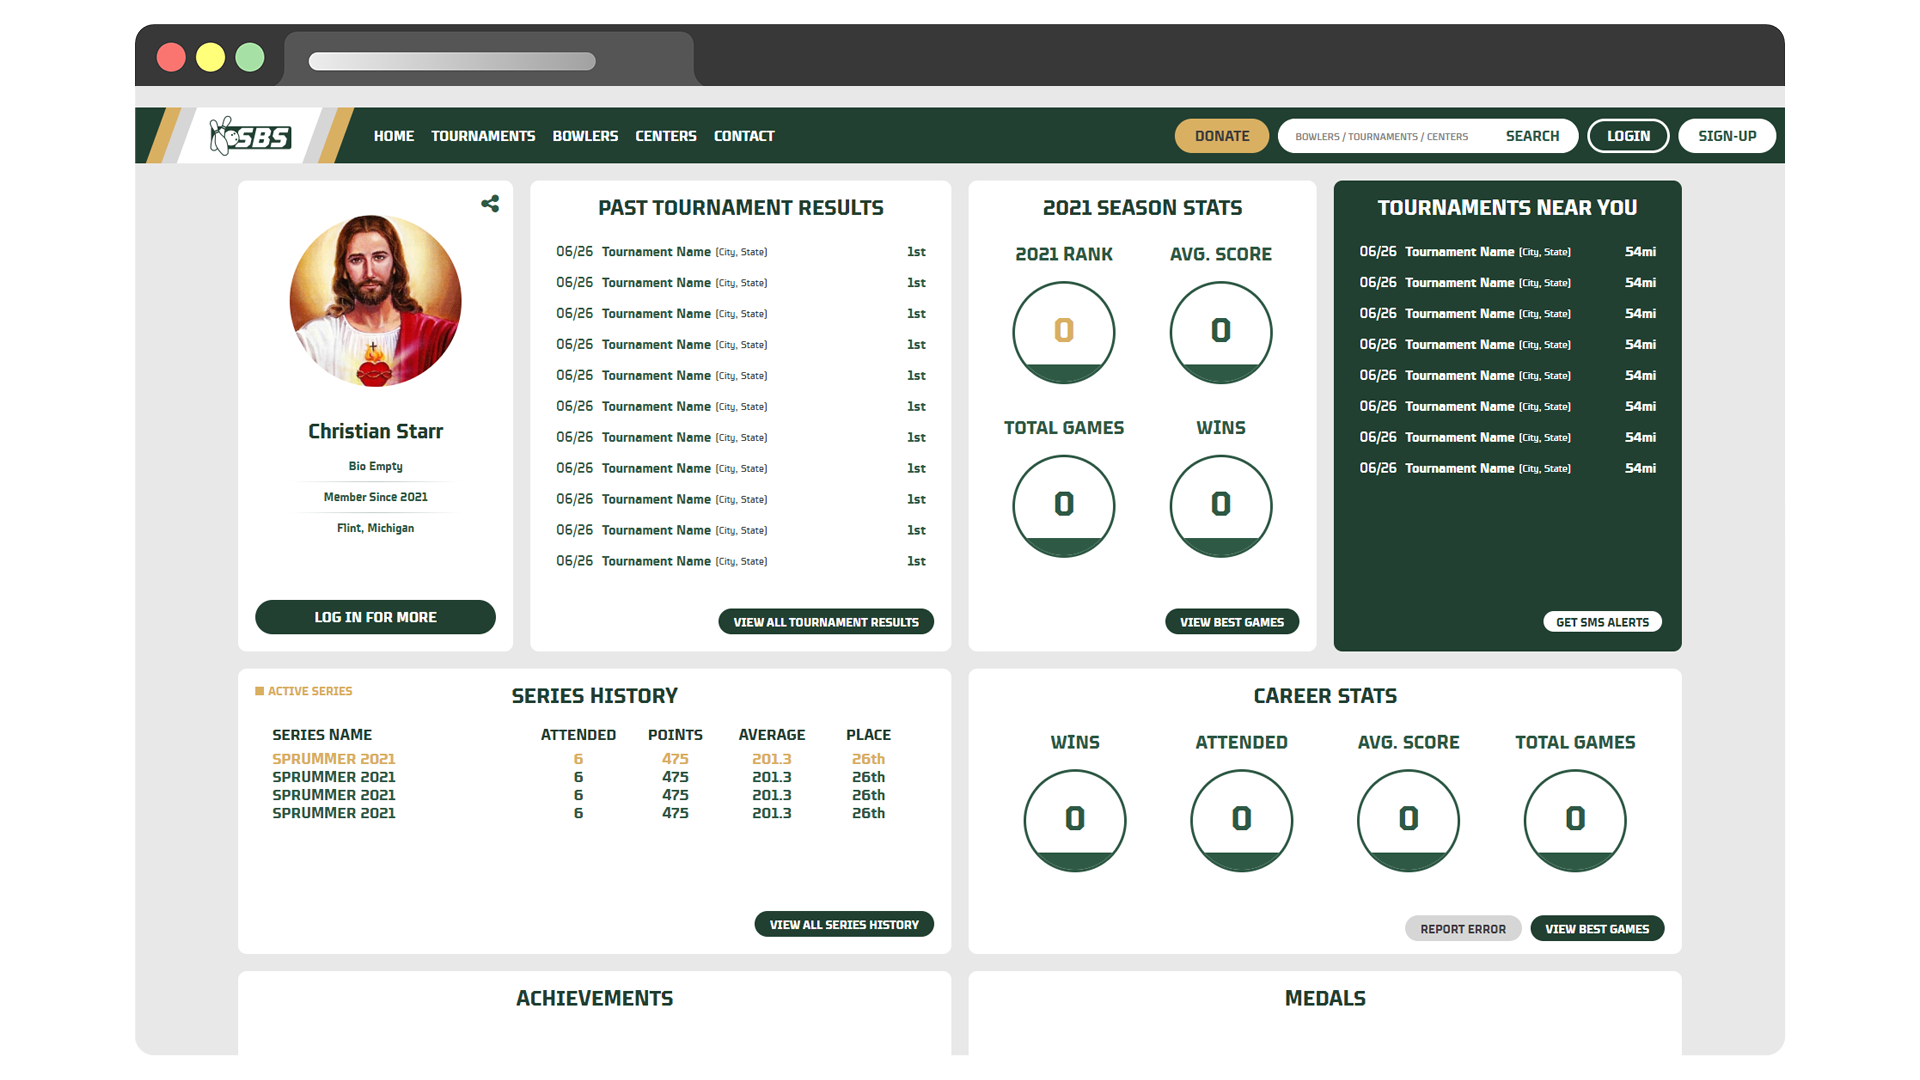 SBS
HOME TOURNAMENTS BOWLERS CENTERS CONTACT
DONATE
BOWLERS / TOURNAMENTS / CENTERS SEARCH
LOGIN
SIGN-UP
Christian Starr
Bio Empty
Member Since 2021
Flint, Michigan
LOG IN FOR MORE
PAST TOURNAMENT RESULTS
06/26 Tournament Name (City, State) 1st
06/26 Tournament Name (City, State) 1st
06/26 Tournament Name (City, State) 1st
06/26 Tournament Name (City, State) 1st
06/26 Tournament Name (City, State) 1st
06/26 Tournament Name (City, State) 1st
06/26 Tournament Name (City, State) 1st
06/26 Tournament Name (City, State) 1st
06/26 Tournament Name (City, State) 1st
06/26 Tournament Name (City, State) 1st
06/26 Tournament Name (City, State) 1st
VIEW ALL TOURNAMENT RESULTS
2021 SEASON STATS
2021 RANK AVG. SCORE
0 0
TOTAL GAMES WINS
0 0
VIEW BEST GAMES
TOURNAMENTS NEAR YOU
06/26 Tournament Name (City, State) 54mi
06/26 Tournament Name (City, State) 54mi
06/26 Tournament Name (City, State) 54mi
06/26 Tournament Name (City, State) 54mi
06/26 Tournament Name (City, State) 54mi
06/26 Tournament Name (City, State) 54mi
06/26 Tournament Name (City, State) 54mi
06/26 Tournament Name (City, State) 54mi
GET SMS ALERTS
ACTIVE SERIES
SERIES HISTORY
SERIES NAME ATTENDED POINTS AVERAGE PLACE
SPRUMMER 2021 6 475 201.3 26th
SPRUMMER 2021 6 475 201.3 26th
SPRUMMER 2021 6 475 201.3 26th
SPRUMMER 2021 6 475 201.3 26th
VIEW ALL SERIES HISTORY
CAREER STATS
WINS ATTENDED AVG. SCORE TOTAL GAMES
0 0 0 0
REPORT ERROR VIEW BEST GAMES
ACHIEVEMENTS
MEDALS